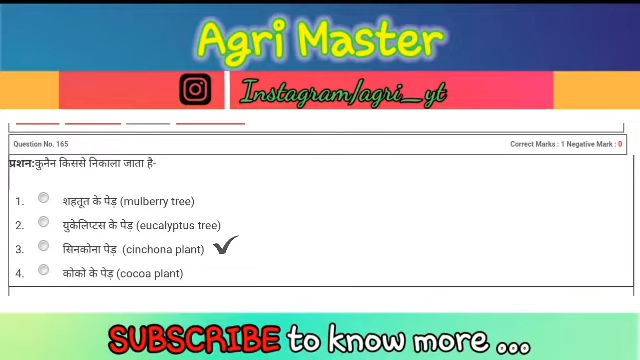 Agri Master
Instagram/agri_yt
Question No. 165 Correct Marks : 1 Negative Mark : 0
प्रशन:कुनैन किससे निकाला जाता है-
1. शहतूत के पेड़ (mulberry tree)
2. युकेलिप्टस के पेड़ (eucalyptus tree)
3. सिनकोना पेड़ (cinchona plant)
4. कोको के पेड़ (cocoa plant)
SUBSCRIBE to know more ...